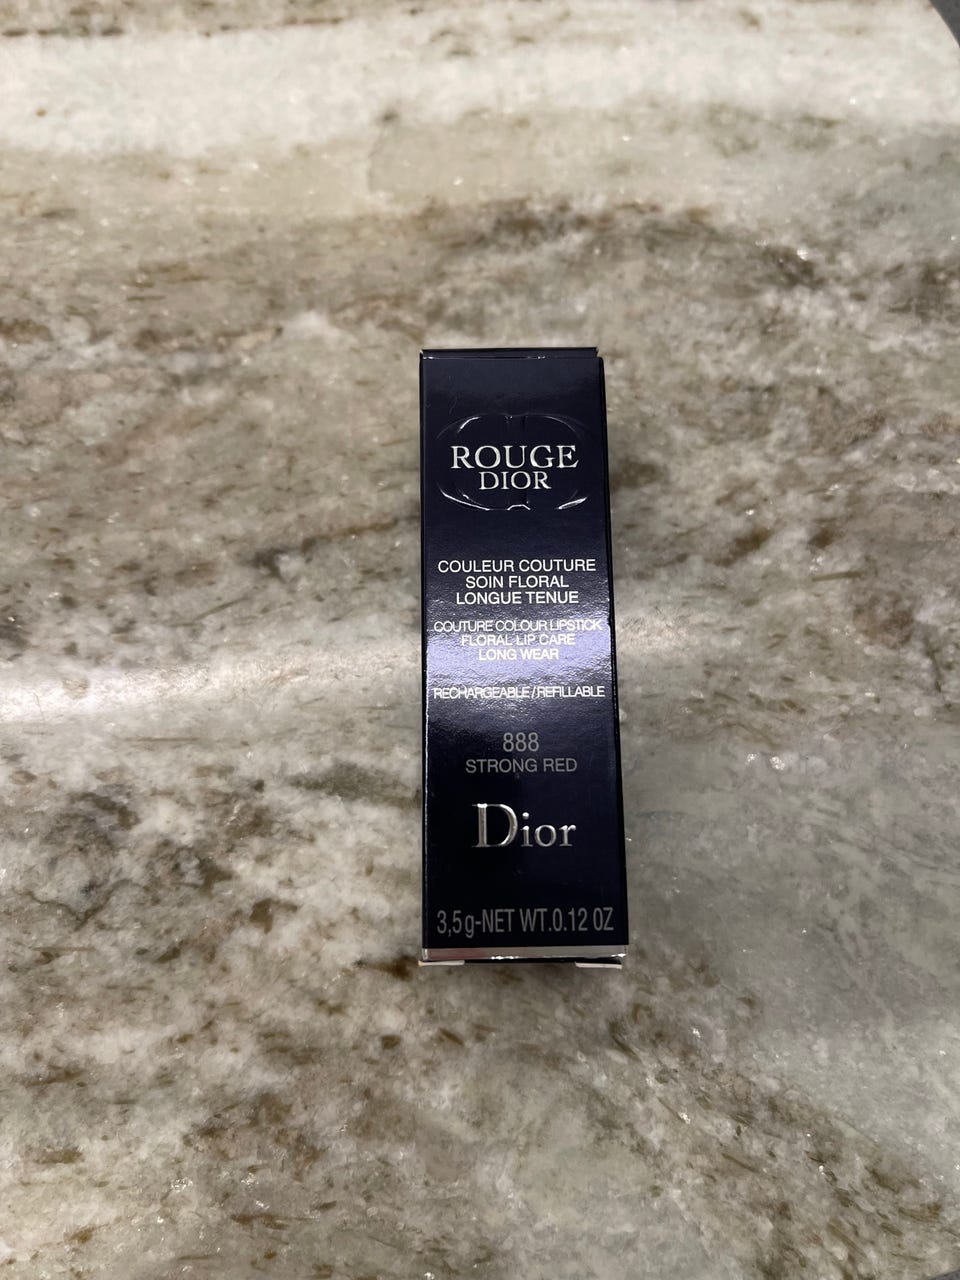 ROUGE
DIOR
COULEUR COUTURE
SOIN FLORAL
LONGUE TENUE
COUTURE COLOUR LIPSTICK
FLORAL LIP CARE
LONG WEAR
RECHARGEABLE/REFILLABLE
888
STRONG RED
Dior
3,5g-NET WT.0.12 OZ